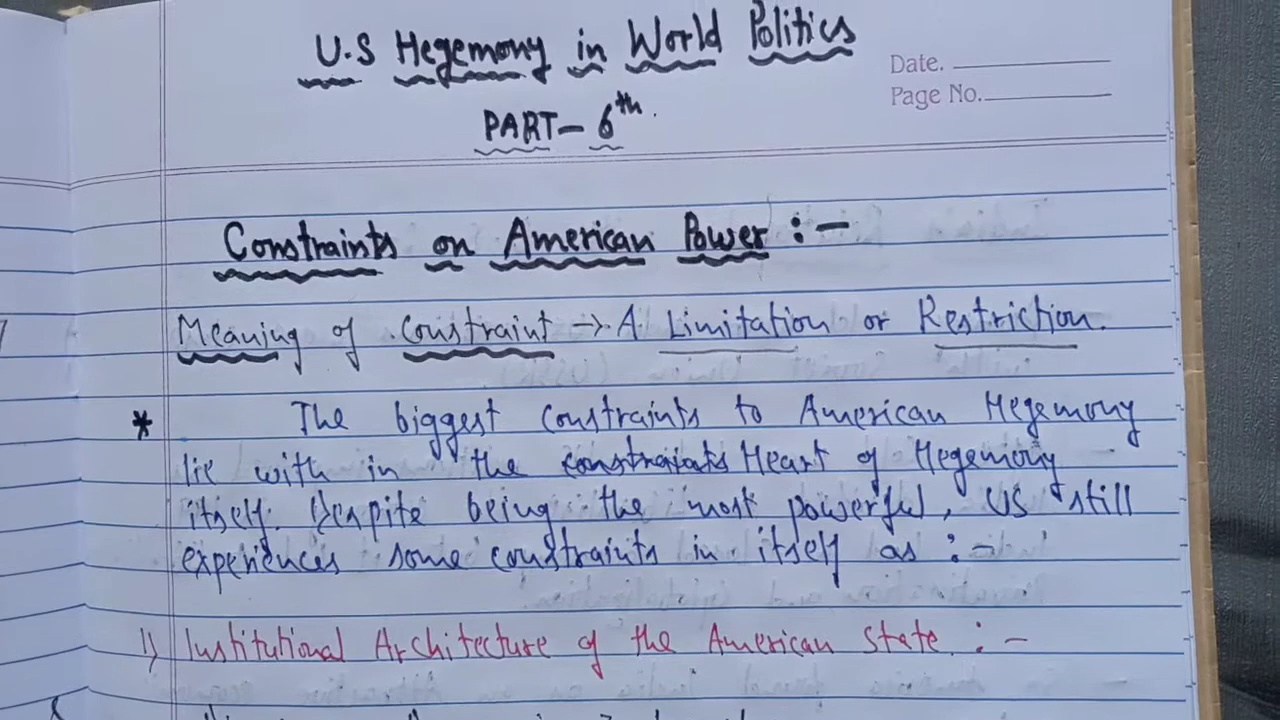 U.S Hegemony in World Politics
Date.
Page No.
PART- 6th.
Constraints on American Power :-
Meaning of Constraint → A Limitation or Restriction.
* The biggest constraints to American Hegemony
lie with in the constraints Heart of Hegemony
itself. Despite being the most powerful, US still
experiences some constraints in itself as :-
1) Institutional Architecture of the American State :-